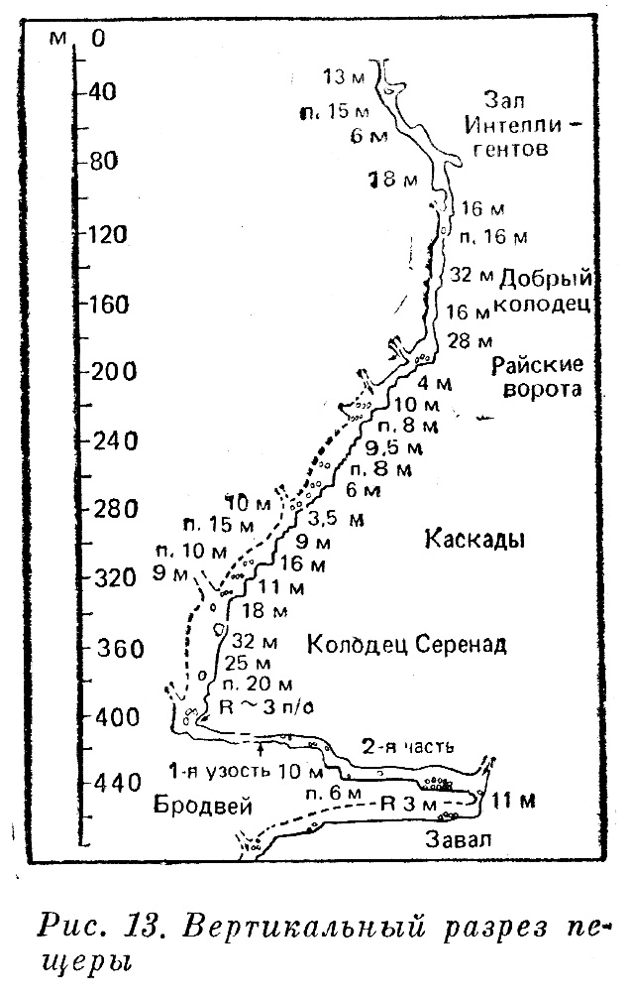 м 0
13 м
40
Зал
п. 15 м
Интелли-
6 м
гентов
80
18 м
16 м
120
п. 16 м
32 м
Добрый
160
16 м
колодец
28 м
Райские
200
4 м
ворота
10 м
п. 8 м
240
9,5 м
п. 8 м
6 м
10 м
280
3,5 м
п. 15 м
9 м
Каскады
п. 10 м
16 м
9 м
320
11 м
18 м
32 м
Колодец Серенад
360
25 м
п. 20 м
R ~ 3 л/с
400
2-я часть
1-я узость 10 м
440
п. 6 м
Бродвей
R 3 м
11 м
Завал
Рис. 13. Вертикальный разрез пе-
щеры